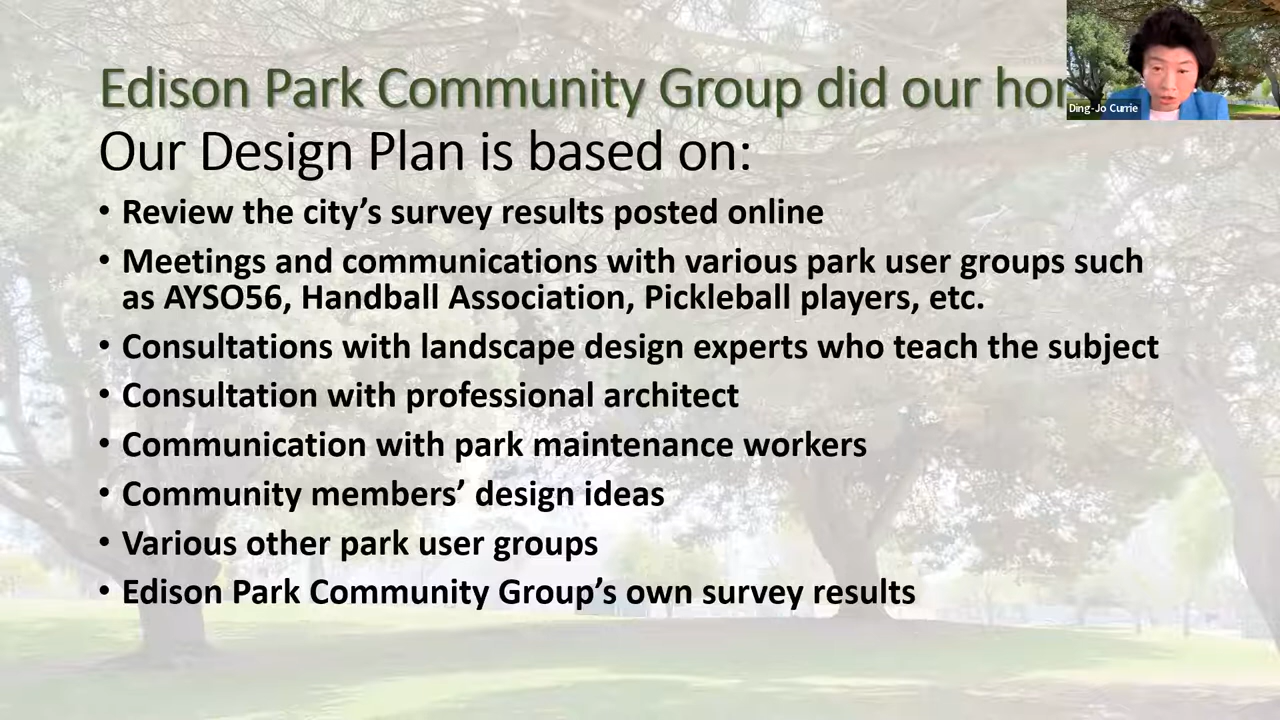 Edison Park Community Group did our
Ding-Jo Currie
Our Design Plan is based on:
• Review the city’s survey results posted online
• Meetings and communications with various park user groups such
as AYSO56, Handball Association, Pickleball players, etc.
• Consultations with landscape design experts who teach the subject
• Consultation with professional architect
• Communication with park maintenance workers
• Community members’ design ideas
• Various other park user groups
• Edison Park Community Group’s own survey results